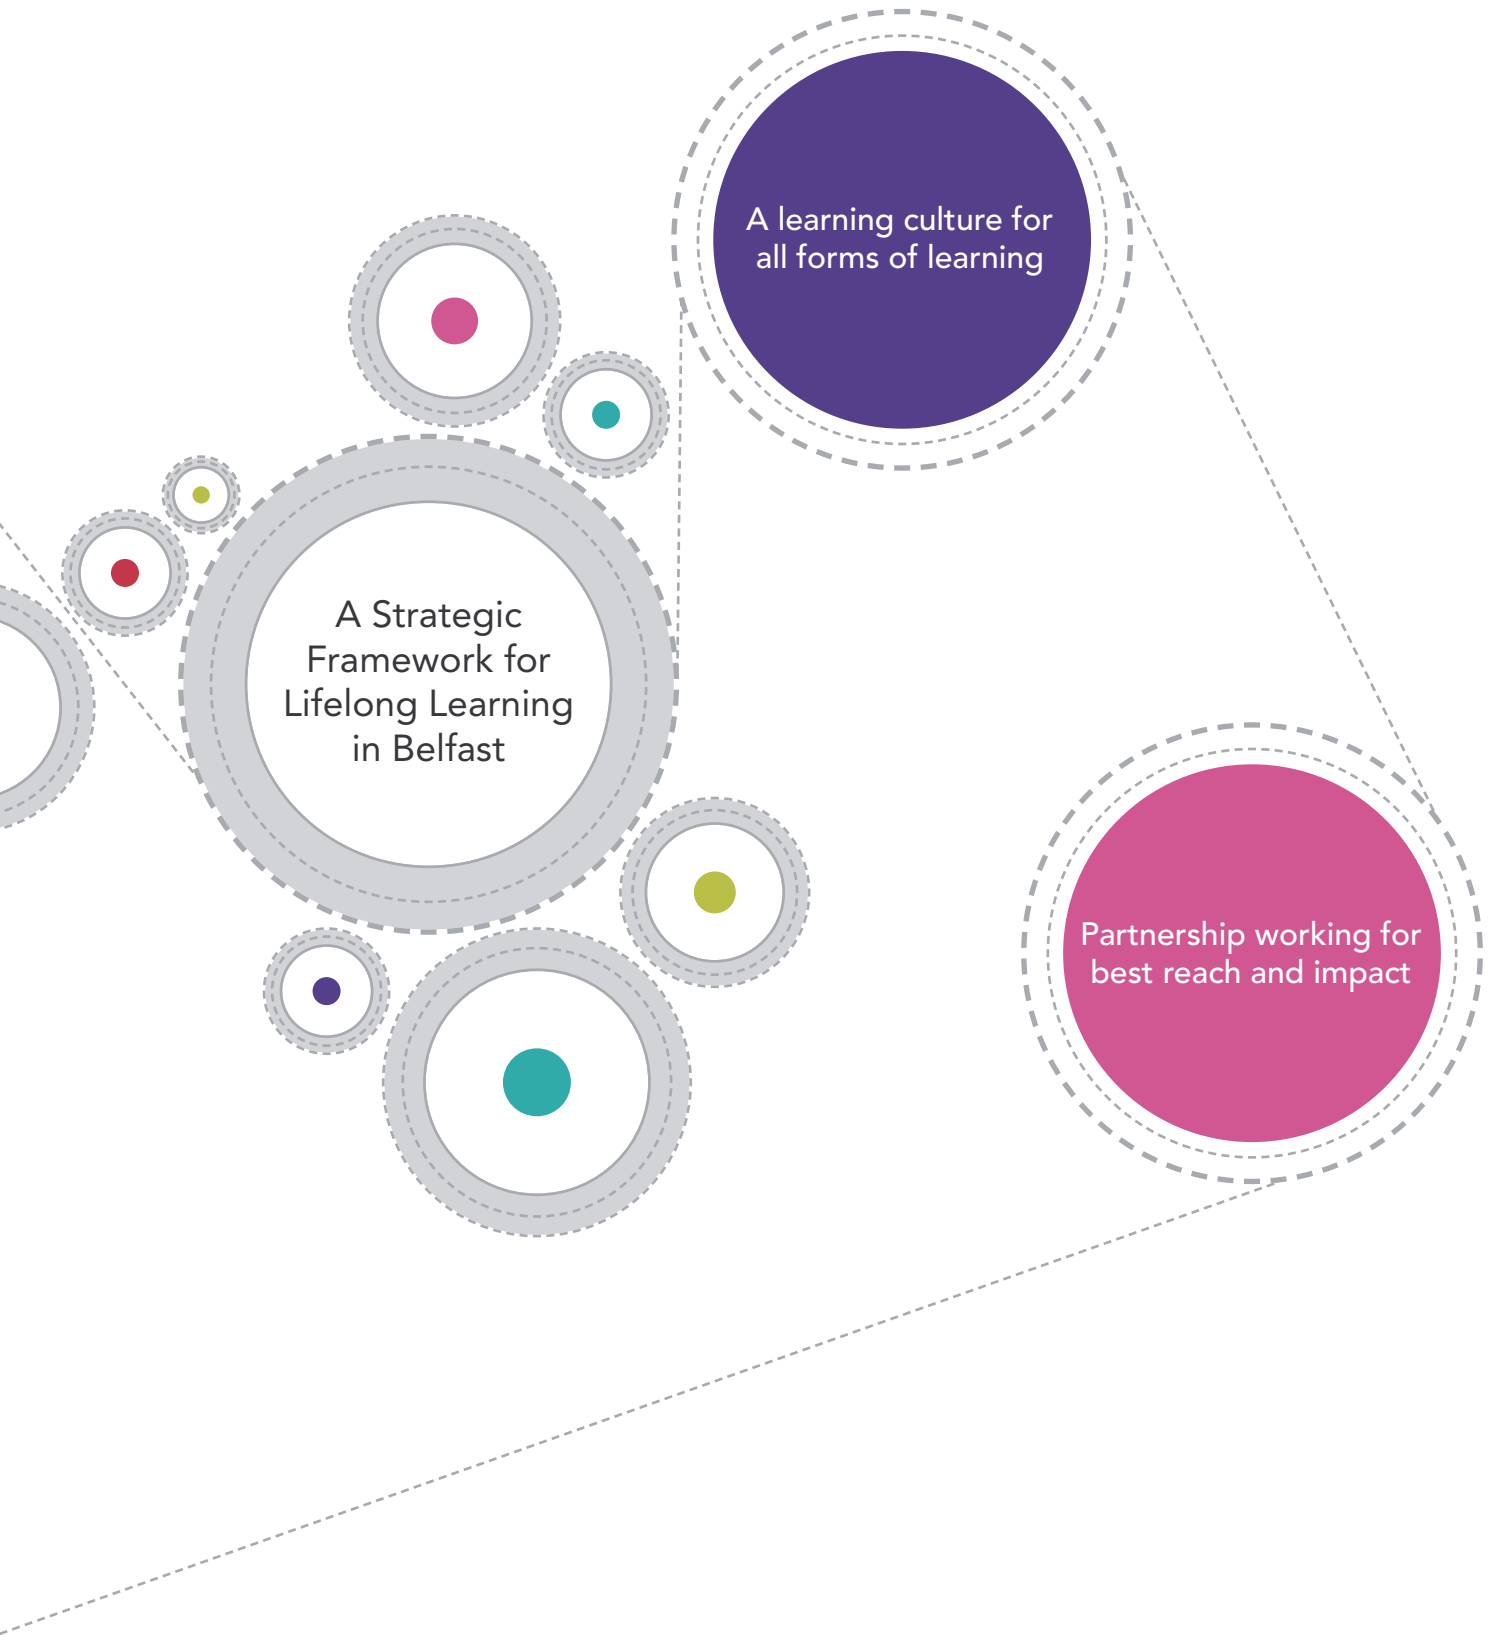 A learning culture for
all forms of learning
A Strategic
Framework for
Lifelong Learning
in Belfast
Partnership working for
best reach and impact